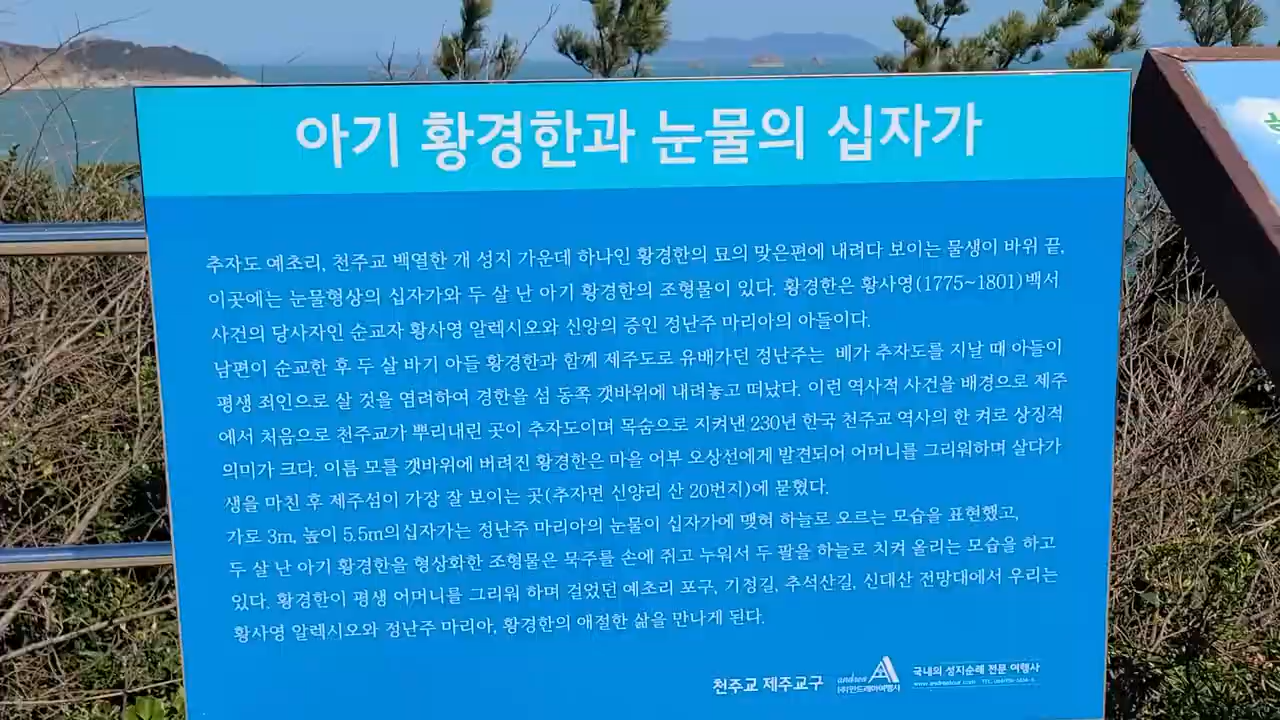 아기 황경한과 눈물의 십자가
추자도 예초리, 천주교 백열한 개 성지 가운데 하나인 황경한의 묘의 맞은편에 내려다 보이는 물생이 바위 끝,
이곳에는 눈물형상의 십자가와 두 살 난 아기 황경한의 조형물이 있다. 황경한은 황사영(1775~1801)백서
사건의 당사자인 순교자 황사영 알렉시오와 신앙의 증인 정난주 마리아의 아들이다.
남편이 순교한 후 두 살 바기 아들 황경한과 함께 제주도로 유배가던 정난주는 배가 추자도를 지날 때 아들이
평생 죄인으로 살 것을 염려하여 경한을 섬 동쪽 갯바위에 내려놓고 떠났다. 이런 역사적 사건을 배경으로 제주
에서 처음으로 천주교가 뿌리내린 곳이 추자도이며 목숨으로 지켜낸 230년 한국 천주교 역사의 한 켜로 상징적
의미가 크다. 이름 모를 갯바위에 버려진 황경한은 마을 어부 오상선에게 발견되어 어머니를 그리워하며 살다가
생을 마친 후 제주섬이 가장 잘 보이는 곳(추자면 신양리 산 20번지)에 묻혔다.
가로 3m, 높이 5.5m의십자가는 정난주 마리아의 눈물이 십자가에 맺혀 하늘로 오르는 모습을 표현했고,
두 살 난 아기 황경한을 형상화한 조형물은 묵주를 손에 쥐고 누워서 두 팔을 하늘로 치켜 올리는 모습을 하고
있다. 황경한이 평생 어머니를 그리워 하며 걸었던 예초리 포구, 기정길, 추석산길, 신대산 전망대에서 우리는
황사영 알렉시오와 정난주 마리아, 황경한의 애절한 삶을 만나게 된다.
천주교 제주교구
andrea
(주)안드레아여행사
국내외 성지순례 전문 여행사